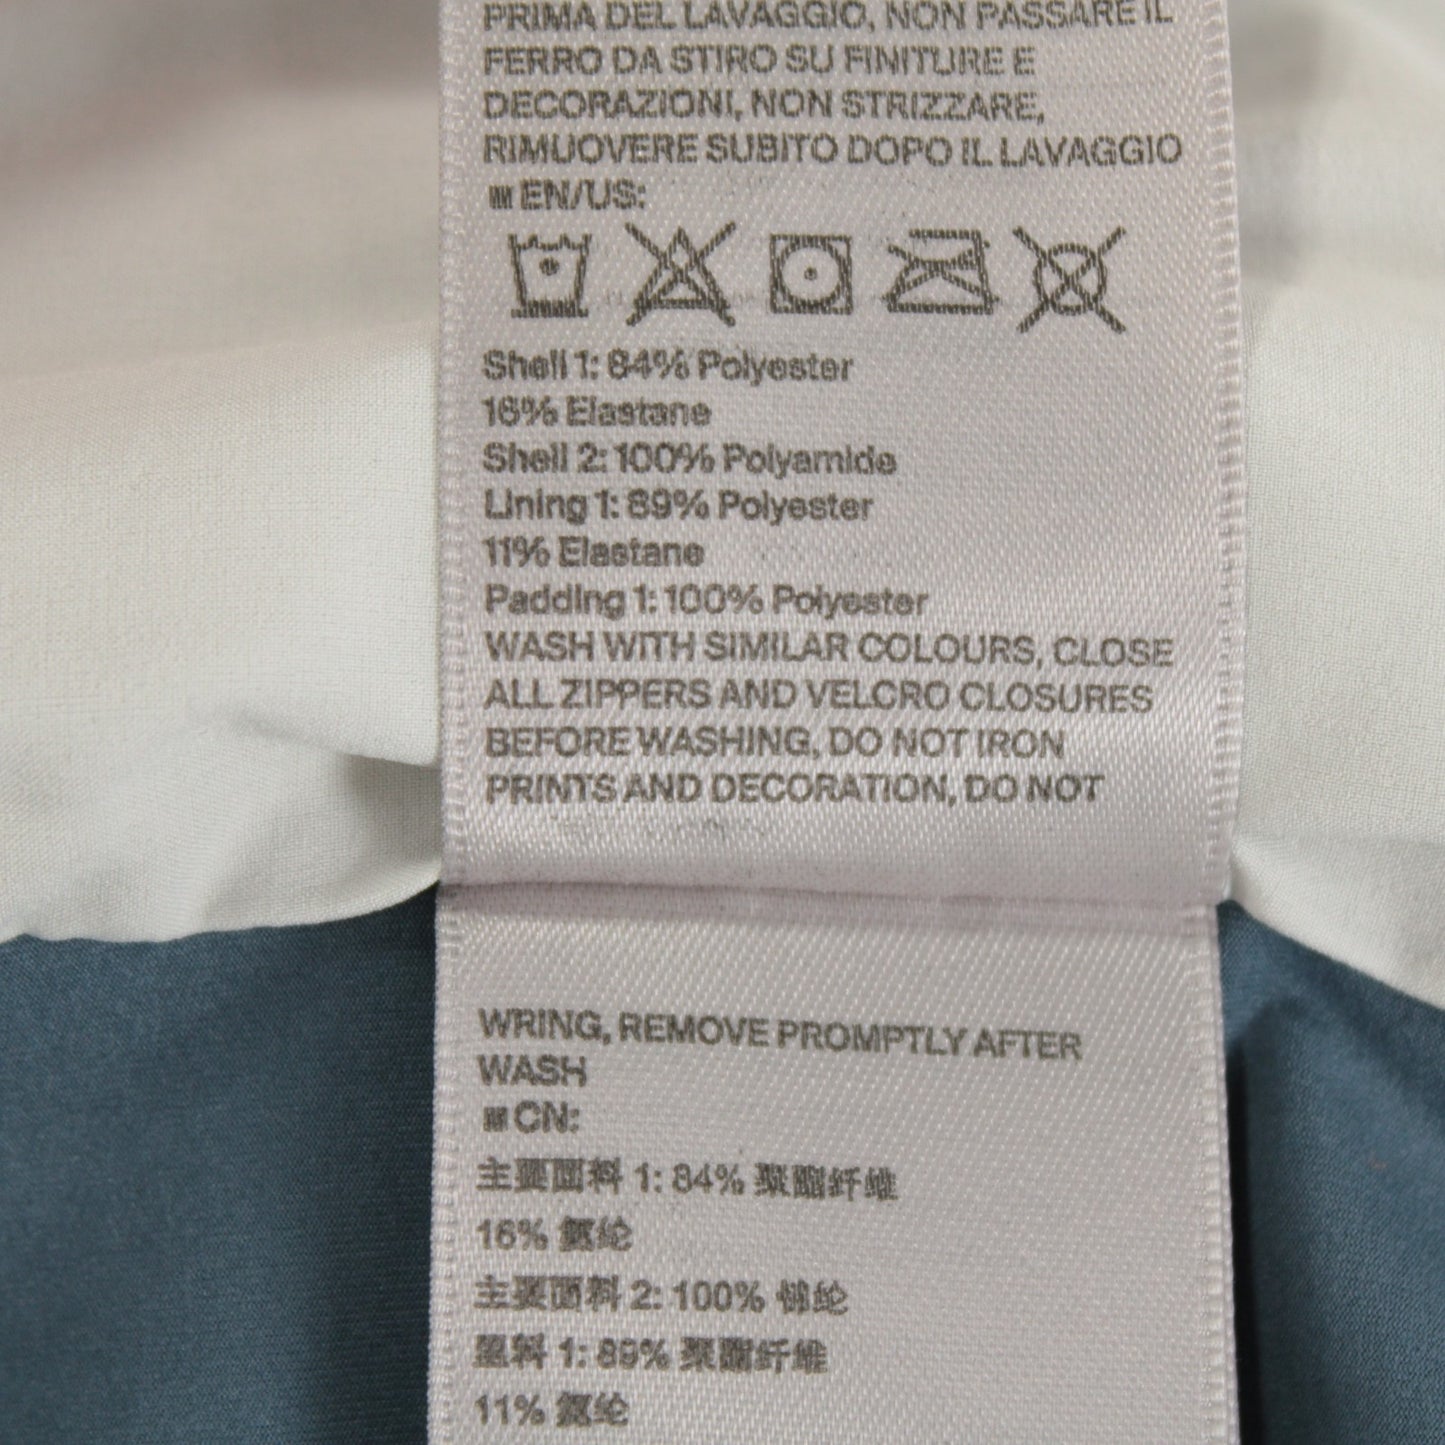 PRIMA DEL LAVAGGIO, NON PASSARE IL
FERRO DA STIRO SU FINITURE E
DECORAZIONI, NON STRIZZARE,
RIMUOVERE SUBITO DOPO IL LAVAGGIO
EN/US:
Shell 1: 84% Polyester
16% Elastane
Shell 2: 100% Polyamide
Lining 1: 89% Polyester
11% Elastane
Padding 1: 100% Polyester
WASH WITH SIMILAR COLOURS, CLOSE
ALL ZIPPERS AND VELCRO CLOSURES
BEFORE WASHING, DO NOT IRON
PRINTS AND DECORATION, DO NOT
WRING, REMOVE PROMPTLY AFTER
WASH
CN:
主要面料 1: 84% 聚酯纤维
16% 氨纶
主要面料 2: 100% 锦纶
里料 1: 89% 聚酯纤维
11% 氨纶